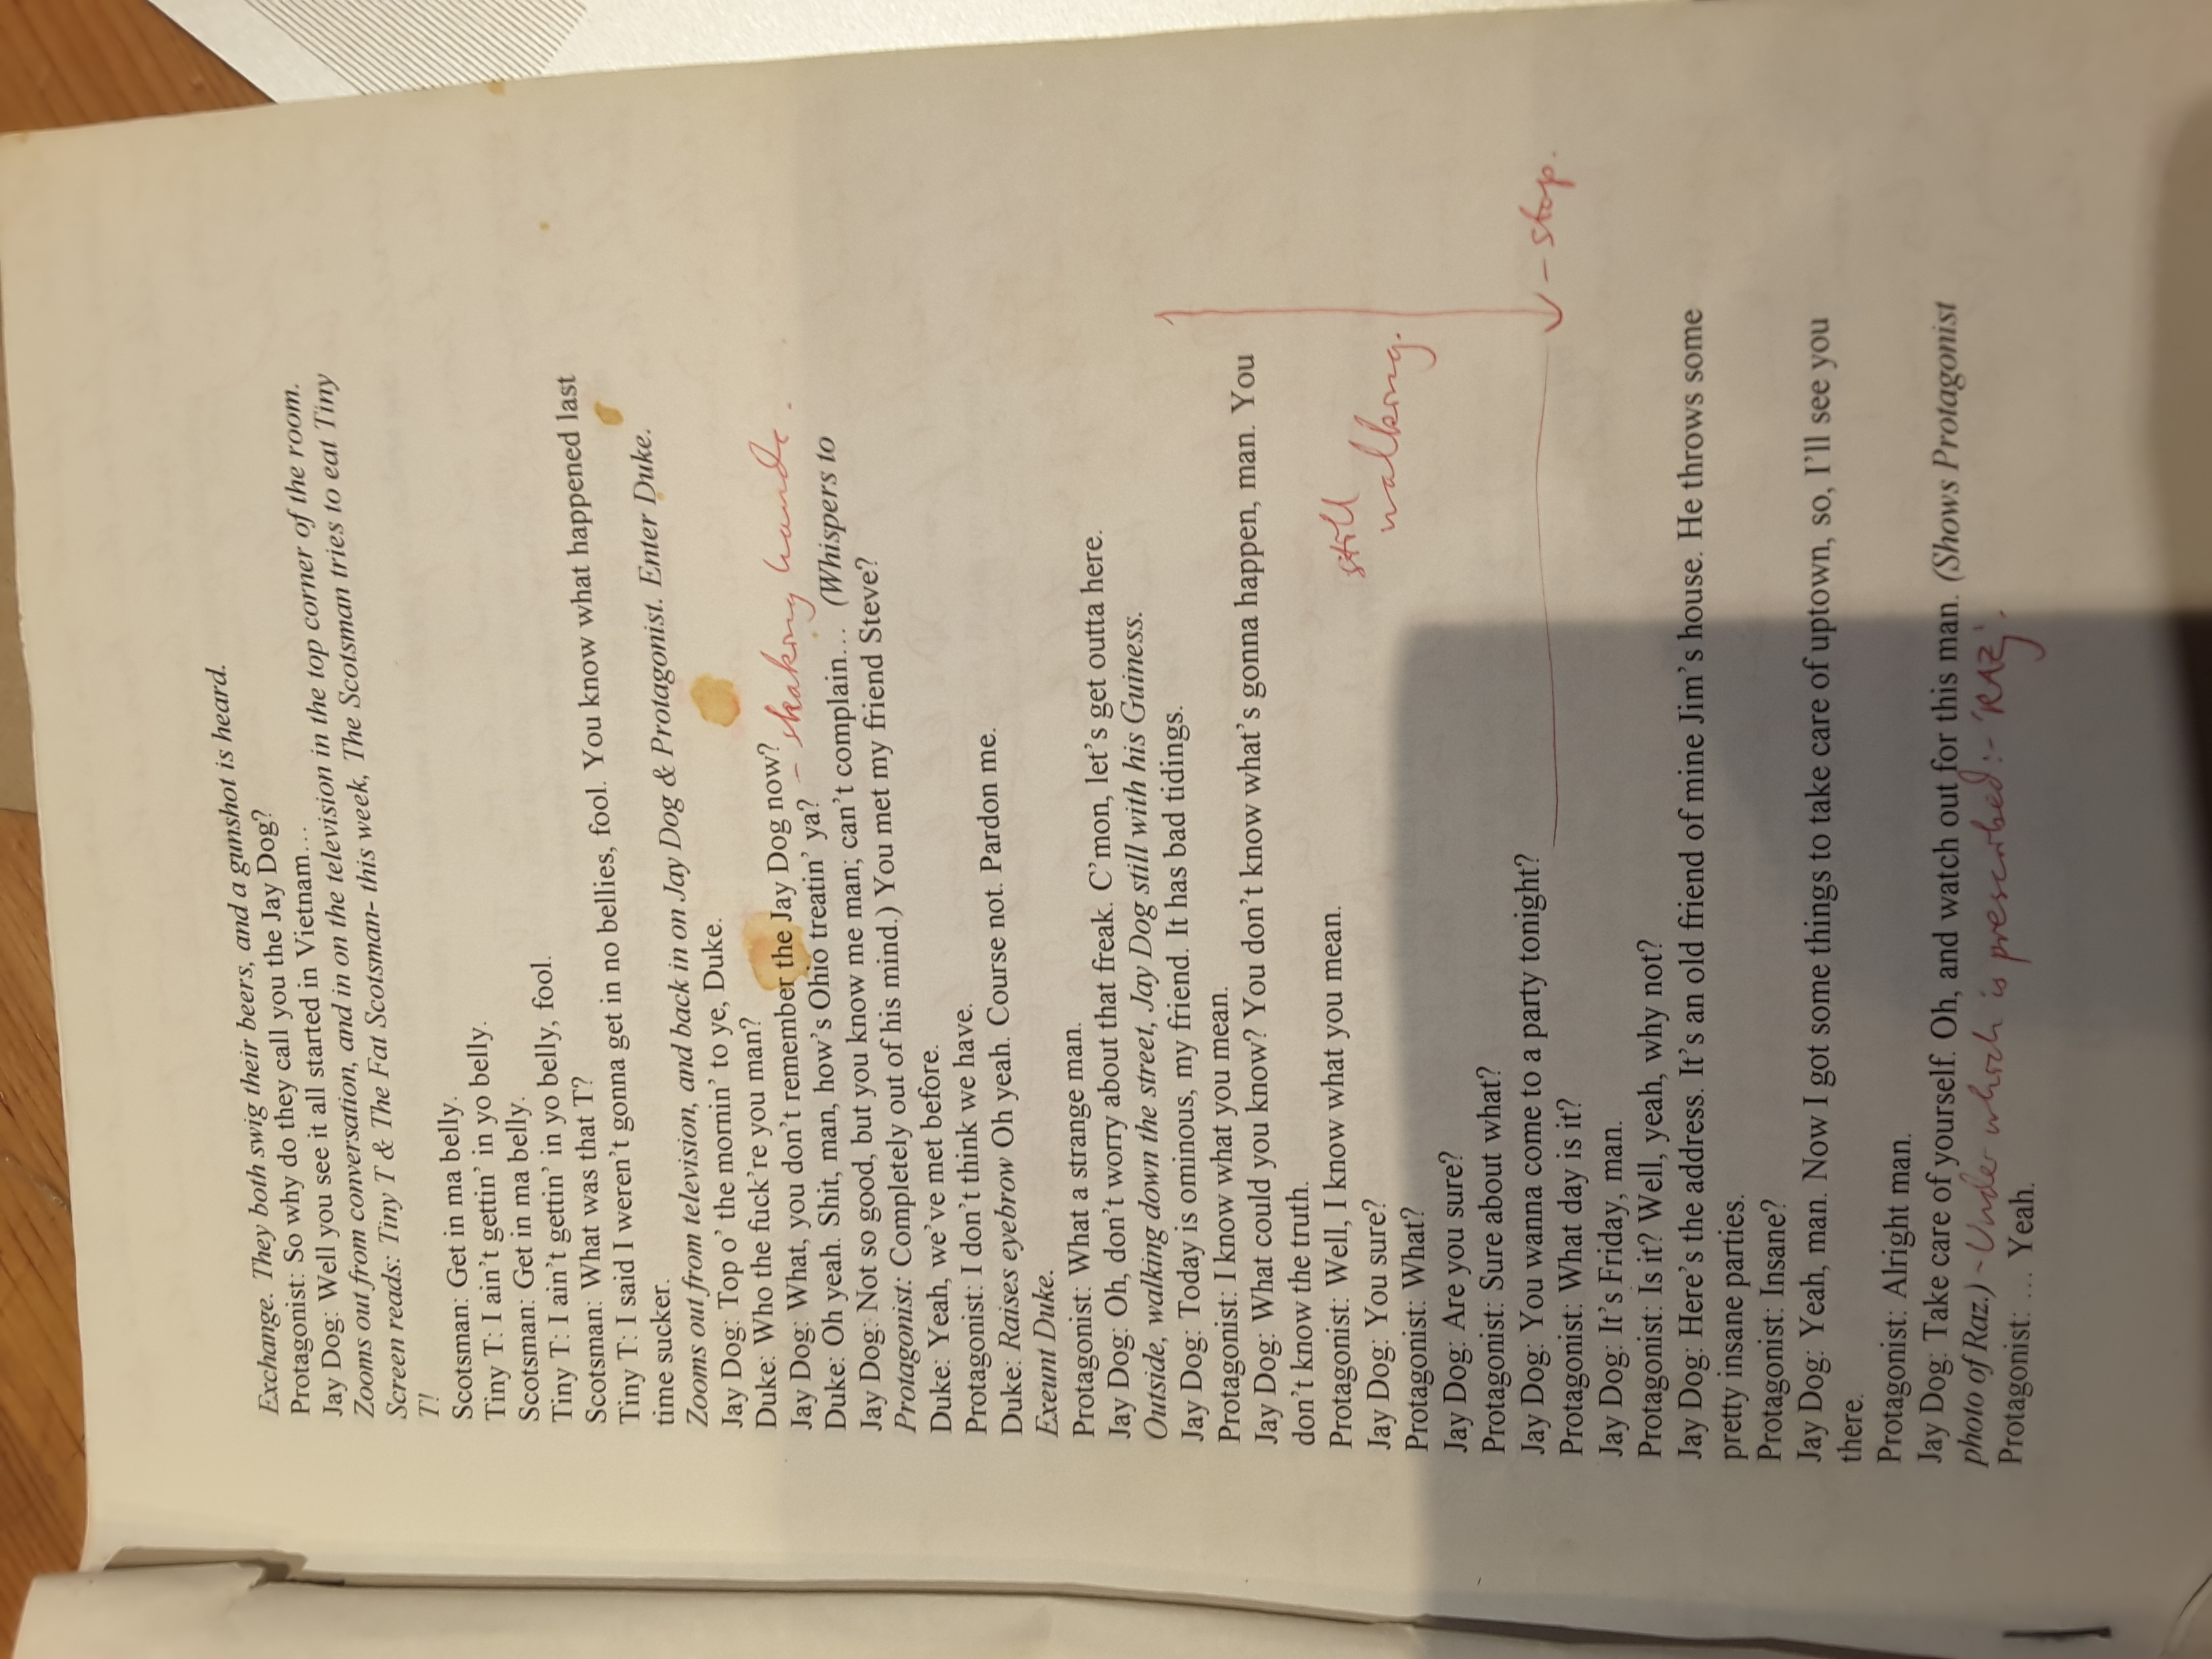 Exchange. They both swig their beers, and a gunshot is heard.
Protagonist: So why do they call you the Jay Dog?
Jay Dog: Well you see it all started in Vietnam…
Zooms out from conversation, and in on the television in the top corner of the room.
Screen reads: Tiny T & The Fat Scotsman- this week, The Scotsman tries to eat Tiny
T!
Scotsman: Get in ma belly.
Tiny T: I ain't gettin' in yo belly.
Scotsman: Get in ma belly.
Tiny T: I ain't gettin' in yo belly, fool.
Scotsman: What was that T?
Tiny T: I said I weren't gonna get in no bellies, fool. You know what happened last
time sucker.
Zooms out from television, and back in on Jay Dog & Protagonist. Enter Duke.
Jay Dog: Top o' the mornin' to ye, Duke.
Duke: Who the fuck're you man?
Jay Dog: What, you don't remember the Jay Dog now?
Duke: Oh yeah. Shit, man, how's Ohio treatin' ya? - shaking hands.
Jay Dog: Not so good, but you know me man; can't complain… (Whispers to
Protagonist: Completely out of his mind.) You met my friend Steve?
Duke: Yeah, we've met before.
Protagonist: I don't think we have.
Duke: Raises eyebrow Oh yeah. Course not. Pardon me.
Exeunt Duke.
Protagonist: What a strange man.
Jay Dog: Oh, don't worry about that freak. C'mon, let's get outta here.
Outside, walking down the street, Jay Dog still with his Guiness.
Jay Dog: Today is ominous, my friend. It has bad tidings.
Protagonist: I know what you mean.
Jay Dog: What could you know? You don't know what's gonna happen, man. You
don't know the truth.
Protagonist: Well, I know what you mean.
still
walking.
Jay Dog: You sure?
Protagonist: What?
Jay Dog: Are you sure?
Protagonist: Sure about what?
Jay Dog: You wanna come to a party tonight? - stop.
Protagonist: What day is it?
Jay Dog: It's Friday, man.
Protagonist: Is it? Well, yeah, why not?
Jay Dog: Here's the address. It's an old friend of mine Jim's house. He throws some
pretty insane parties.
Protagonist: Insane?
Jay Dog: Yeah, man. Now I got some things to take care of uptown, so, I'll see you
there.
Protagonist: Alright man.
Jay Dog: Take care of yourself. Oh, and watch out for this man. (Shows Protagonist
photo of Raz.) - Under which is prescribed:- 'RAZ'.
Protagonist: … Yeah.